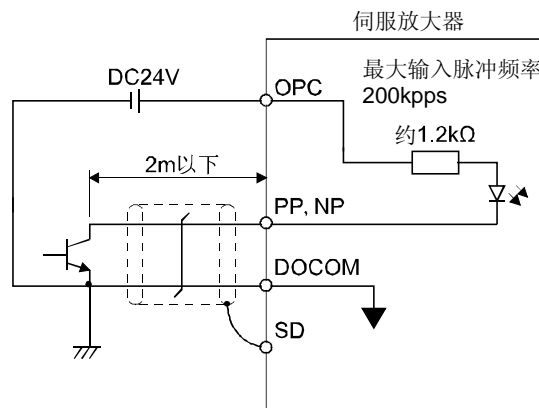 伺服放大器
DC24V
OPC
最大输入脉冲频率
200kpps
约1.2kΩ
2m以下
PP, NP
DOCOM
SD